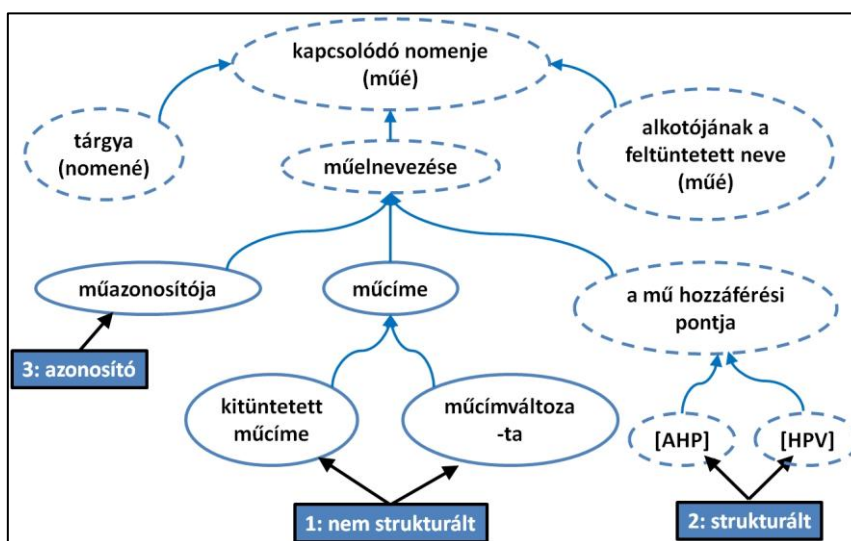 kapcsolódó nomenje
(műé)
tárgya
(nomené)
alkotójának a
feltüntetett neve
(műé)
műelnevezése
műazonosítója
műcíme
a mű hozzáférési
pontja
3: azonosító
kitüntetett
műcíme
műcímváltoza
-ta
[AHP]
[HPV]
1: nem strukturált
2: strukturált